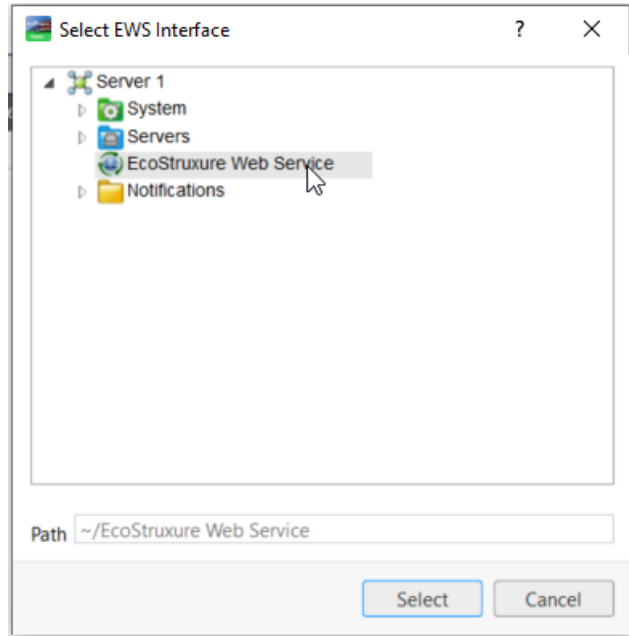 Select EWS Interface
Server 1
System
Servers
EcoStruxure Web Service
Notifications
Path ~/EcoStruxure Web Service
Select Cancel